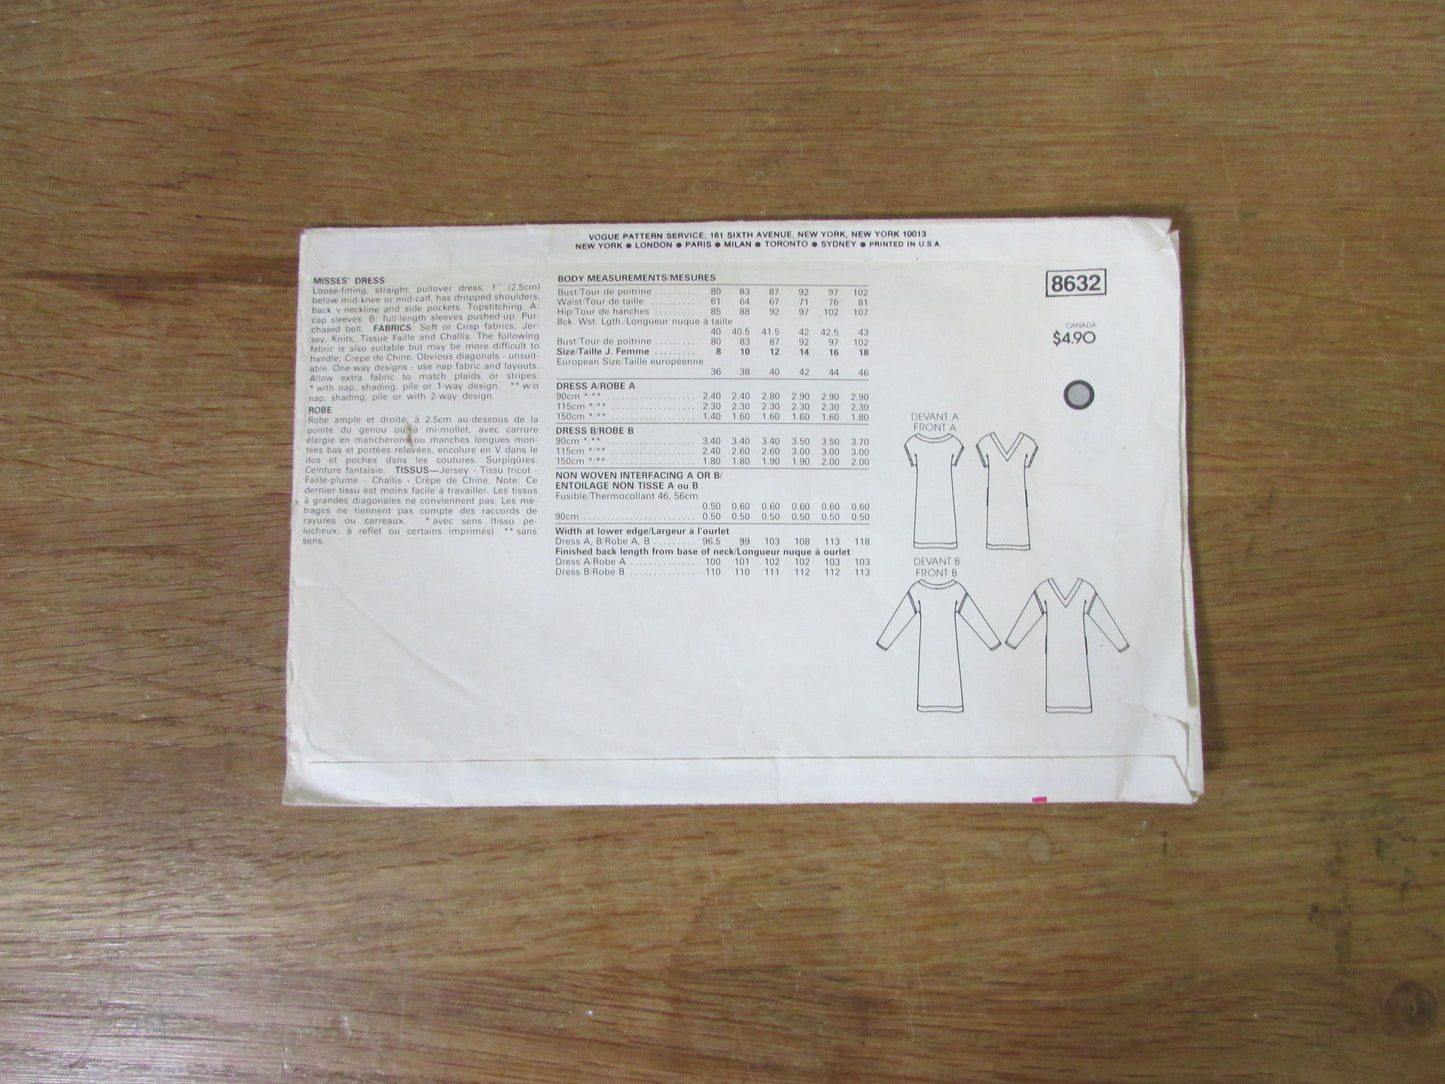 VOGUE PATTERN SERVICE, 161 SIXTH AVENUE, NEW YORK, NEW YORK 10013
NEW YORK ● LONDON ● PARIS ● MILAN ● TORONTO ● SYDNEY ● PRINTED IN U.S.A.
MISSES' DRESS
Loose-fitting, straight, pullover dress, 1'' (2.5cm)
below mid-knee or mid-calf, has dropped shoulders,
back v-neckline and side pockets. Topstitching. A:
cap sleeves. B: full-length sleeves pushed-up. Pur-
chased belt. FABRICS: Soft or Crisp fabrics; Jer-
sey, Knits, Tissue Faille and Challis. The following
fabric is also suitable but may be more difficult to
handle; Crepe de Chine. Obvious diagonals - unsuit-
able. One-way designs - use nap fabric and layouts.
Allow extra fabric to match plaids or stripes.
* with nap, shading, pile or 1-way design. ** w/o
nap, shading, pile or with 2-way design.
ROBE
Robe ample et droite, à 2.5cm au-dessous de la
pointe du genou ou à mi-mollet, avec carrure
élargie en mancherons ou manches longues mon-
tées bas et portées relevées, encolure en V dans le
dos et poches dans les coutures. Surpiqûres.
Ceinture fantaisie. TISSUS—Jersey - Tissu tricot -
Faille-plume - Challis - Crêpe de Chine. Note: Ce
dernier tissu est moins facile à travailler. Les tissus
à grandes diagonales ne conviennent pas. Les mé-
trages ne tiennent pas compte des raccords de
rayures ou carreaux. * avec sens (tissu pe-
lucheux, à reflet ou certains imprimés) ** sans
sens.
BODY MEASUREMENTS/MESURES
Bust/Tour de poitrine ......... 80 83 87 92 97 102
Waist/Tour de taille ......... 61 64 67 71 76 81
Hip/Tour de hanches ......... 85 88 92 97 102 107
Bck. Wst. Lgth./Longueur nuque à taille
40 40.5 41.5 42 42.5 43
Bust/Tour de poitrine ......... 80 83 87 92 97 102
Size/Taille J. Femme ......... 8 10 12 14 16 18
European Size/Taille européenne
36 38 40 42 44 46
DRESS A/ROBE A
90cm */** ......... 2.40 2.40 2.80 2.90 2.90 2.90
115cm */** ......... 2.30 2.30 2.30 2.30 2.30 2.30
150cm */** ......... 1.40 1.60 1.60 1.60 1.60 1.80
DRESS B/ROBE B
90cm */** ......... 3.40 3.40 3.40 3.50 3.50 3.70
115cm */** ......... 2.40 2.60 2.60 3.00 3.00 3.00
150cm */** ......... 1.80 1.80 1.90 1.90 2.00 2.00
NON WOVEN INTERFACING A OR B/
ENTOILAGE NON TISSE A ou B
Fusible/Thermocollant 46, 56cm
0.50 0.60 0.60 0.60 0.60 0.60
90cm ......... 0.50 0.50 0.50 0.50 0.50 0.50
Width at lower edge/Largeur à l'ourlet
Dress A, B/Robe A, B ......... 96.5 99 103 108 113 118
Finished back length from base of neck/Longueur nuque à ourlet
Dress A/Robe A ......... 100 101 102 102 103 103
Dress B/Robe B ......... 110 110 111 112 112 113
8632
CANADA
$4.90
DEVANT A
FRONT A
DEVANT B
FRONT B